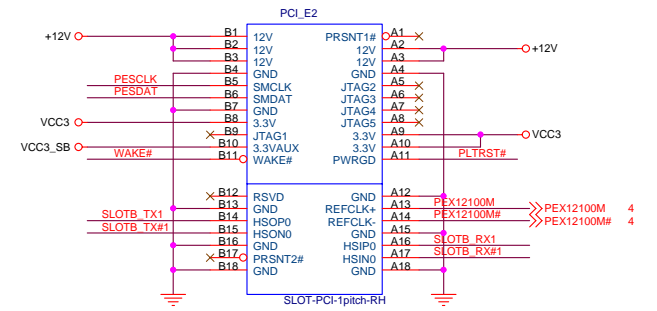 PCI_E2
+12V B1 12V PRSNT1# A1
B2 12V 12V A2 +12V
B3 12V 12V A3
B4 GND GND A4
PESCLK B5 SMCLK JTAG2 A5
PESDAT B6 SMDAT JTAG3 A6
B7 GND JTAG4 A7
VCC3 B8 3.3V JTAG5 A8
B9 JTAG1 3.3V A9 VCC3
VCC3_SB B10 3.3VAUX 3.3V A10
WAKE# B11 WAKE# PWRGD A11 PLTRST#
B12 RSVD GND A12
B13 GND REFCLK+ A13 PEX12100M PEX12100M 4
SLOTB_TX1 B14 HSOP0 REFCLK- A14 PEX12100M# PEX12100M# 4
SLOTB_TX#1 B15 HSON0 GND A15
B16 GND HSIP0 A16 SLOTB_RX1
B17 PRSNT2# HSIN0 A17 SLOTB_RX#1
B18 GND GND A18
SLOT-PCI-1pitch-RH